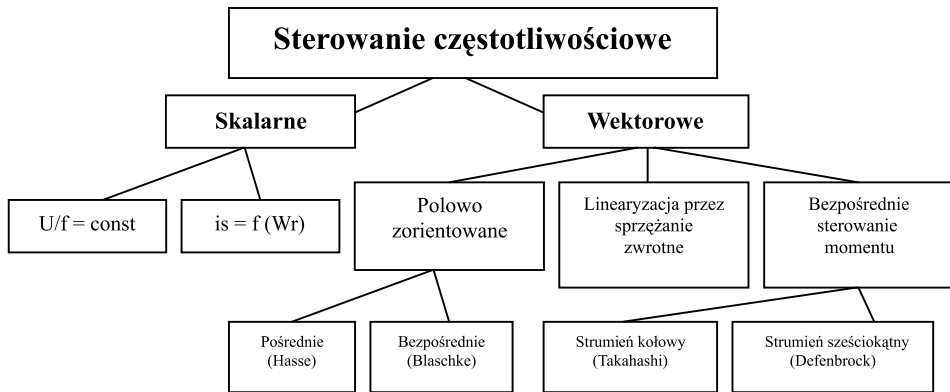 Sterowanie częstotliwościowe
Skalarne
Wektorowe
U/f = const
is = f (Wr)
Polowo
zorientowane
Linearyzacja przez
sprzężanie
zwrotne
Bezpośrednie
sterowanie
momentu
Pośrednie
(Hasse)
Bezpośrednie
(Blaschke)
Strumień kołowy
(Takahashi)
Strumień sześciokątny
(Defenbrock)